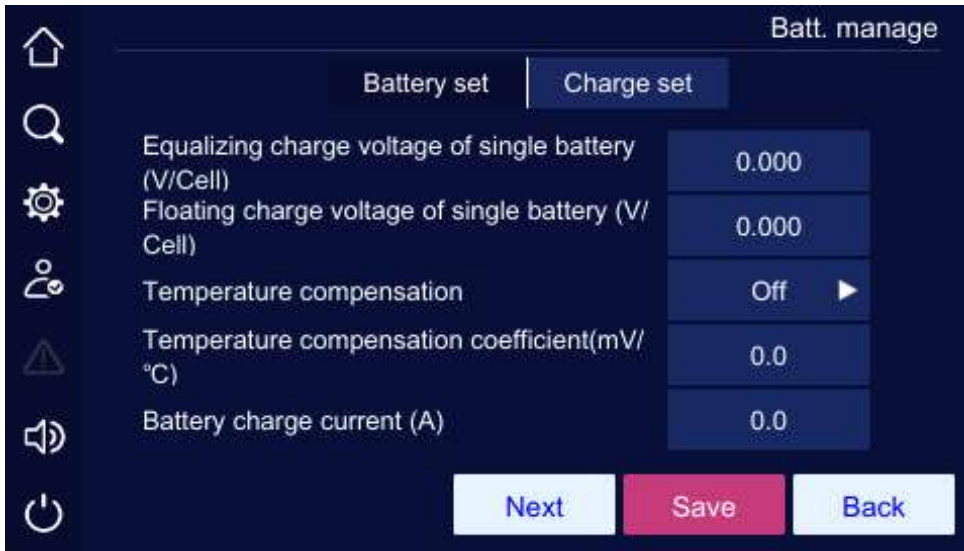 Batt. manage
Battery set
Charge set
Equalizing charge voltage of single battery
(V/Cell)
0.000
Floating charge voltage of single battery (V/
Cell)
0.000
Temperature compensation
Off
Temperature compensation coefficient(mV/
℃)
0.0
Battery charge current (A)
0.0
Next
Save
Back